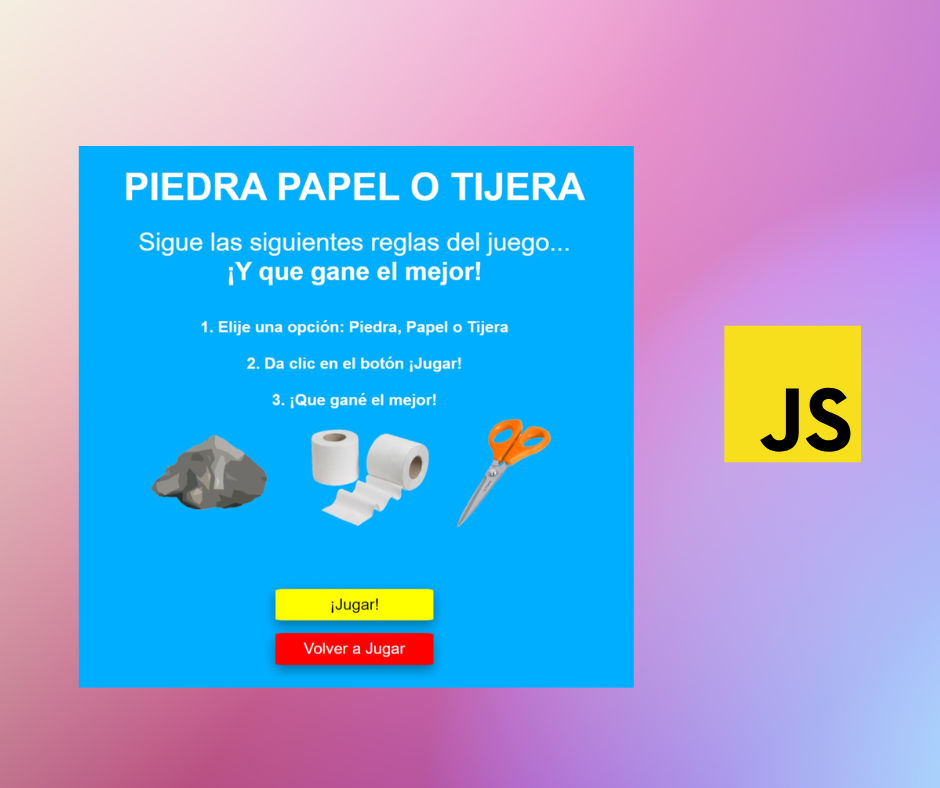 PIEDRA PAPEL O TIJERA
Sigue las siguientes reglas del juego...
¡Y que gane el mejor!
1. Elije una opción: Piedra, Papel o Tijera
2. Da clic en el botón ¡Jugar!
3. ¡Que gané el mejor!
JS
¡Jugar!
Volver a Jugar